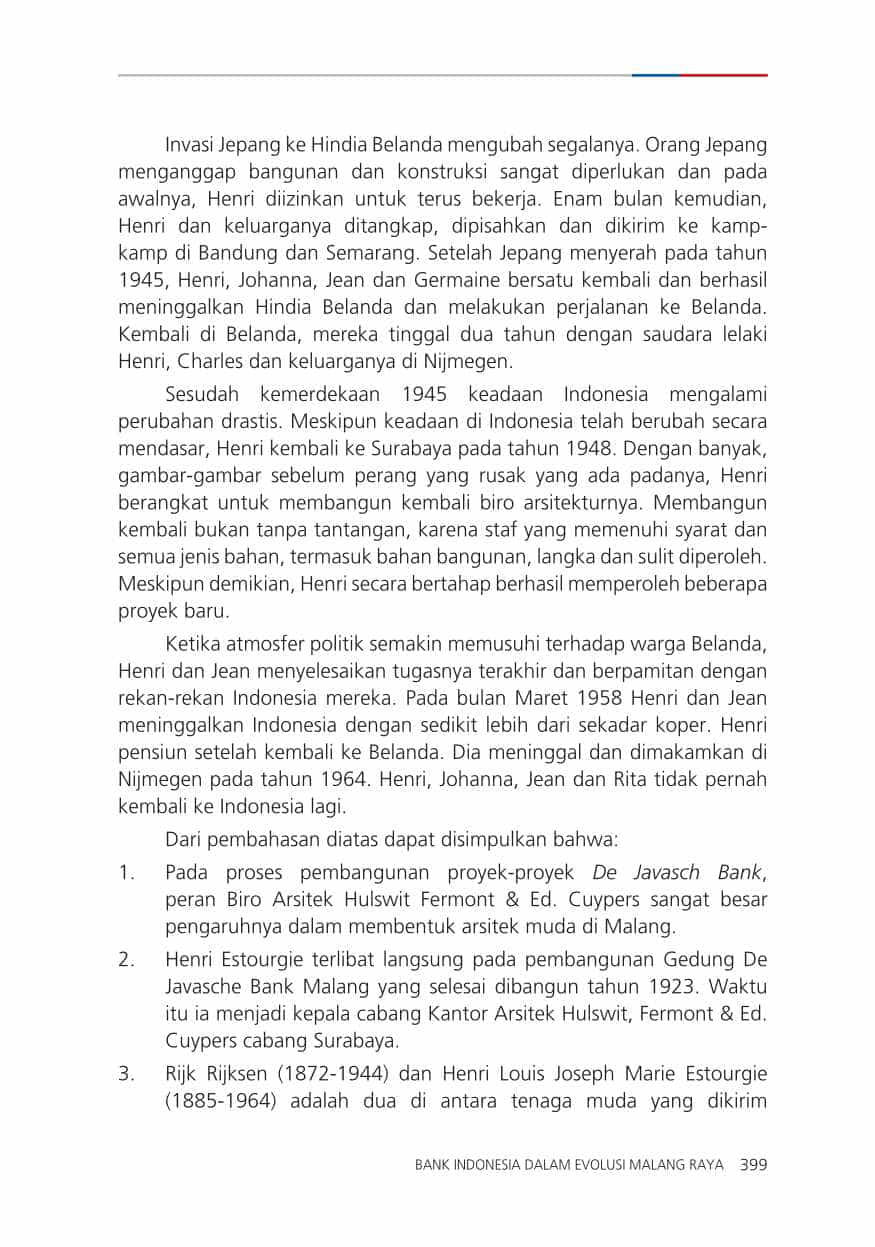 Invasi Jepang ke Hindia Belanda mengubah segalanya. Orang Jepang
menganggap bangunan dan konstruksi sangat diperlukan dan pada
awalnya, Henri diizinkan untuk terus bekerja. Enam bulan kemudian,
Henri dan keluarganya ditangkap, dipisahkan dan dikirim ke kamp-
kamp di Bandung dan Semarang. Setelah Jepang menyerah pada tahun
1945, Henri, Johanna, Jean dan Germaine bersatu kembali dan berhasil
meninggalkan Hindia Belanda dan melakukan perjalanan ke Belanda.
Kembali di Belanda, mereka tinggal dua tahun dengan saudara lelaki
Henri, Charles dan keluarganya di Nijmegen.
Sesudah kemerdekaan 1945 keadaan Indonesia mengalami
perubahan drastis. Meskipun keadaan di Indonesia telah berubah secara
mendasar, Henri kembali ke Surabaya pada tahun 1948. Dengan banyak,
gambar-gambar sebelum perang yang rusak yang ada padanya, Henri
berangkat untuk membangun kembali biro arsitekturnya. Membangun
kembali bukan tanpa tantangan, karena staf yang memenuhi syarat dan
semua jenis bahan, termasuk bahan bangunan, langka dan sulit diperoleh.
Meskipun demikian, Henri secara bertahap berhasil memperoleh beberapa
proyek baru.
Ketika atmosfer politik semakin memusuhi terhadap warga Belanda,
Henri dan Jean menyelesaikan tugasnya terakhir dan berpamitan dengan
rekan-rekan Indonesia mereka. Pada bulan Maret 1958 Henri dan Jean
meninggalkan Indonesia dengan sedikit lebih dari sekadar koper. Henri
pensiun setelah kembali ke Belanda. Dia meninggal dan dimakamkan di
Nijmegen pada tahun 1964. Henri, Johanna, Jean dan Rita tidak pernah
kembali ke Indonesia lagi.
Dari pembahasan diatas dapat disimpulkan bahwa:
1. Pada proses pembangunan proyek-proyek De Javasch Bank,
peran Biro Arsitek Hulswit Fermont & Ed. Cuypers sangat besar
pengaruhnya dalam membentuk arsitek muda di Malang.
2. Henri Estourgie terlibat langsung pada pembangunan Gedung De
Javasche Bank Malang yang selesai dibangun tahun 1923. Waktu
itu ia menjadi kepala cabang Kantor Arsitek Hulswit, Fermont & Ed.
Cuypers cabang Surabaya.
3. Rijk Rijksen (1872-1944) dan Henri Louis Joseph Marie Estourgie
(1885-1964) adalah dua di antara tenaga muda yang dikirim
BANK INDONESIA DALAM EVOLUSI MALANG RAYA 399